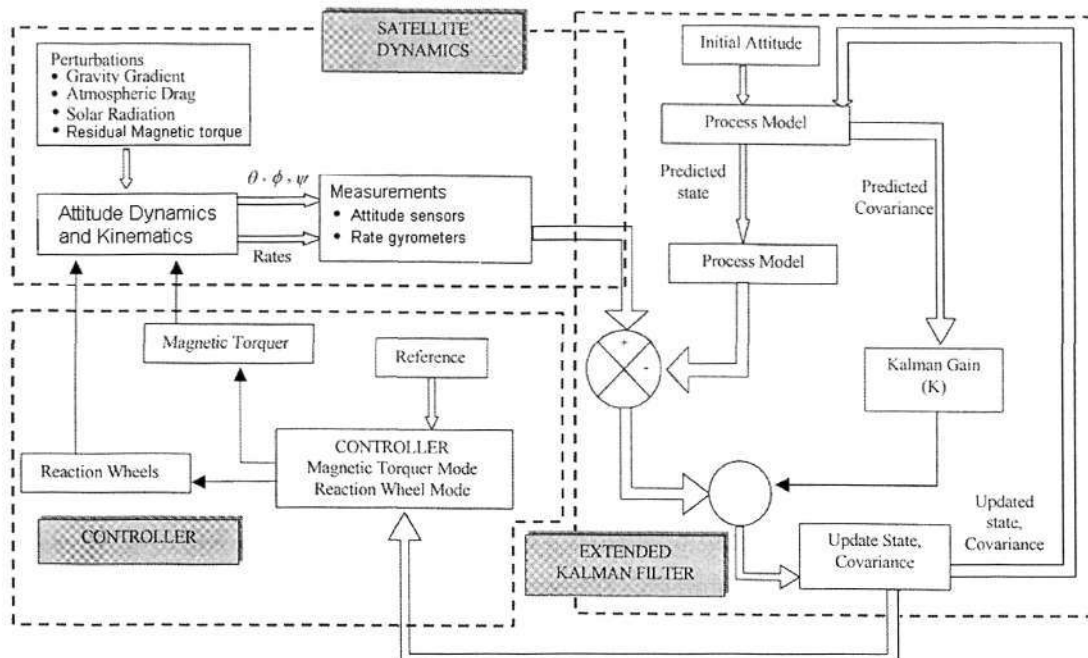 SATELLITE
DYNAMICS
Perturbations
• Gravity Gradient
• Atmospheric Drag
• Solar Radiation
• Residual Magnetic torque
θ , φ , ψ
Attitude Dynamics
and Kinematics
Rates
Measurements
• Attitude sensors
• Rate gyrometers
Initial Attitude
Process Model
Predicted
state
Predicted
Covariance
Process Model
+
-
Kalman Gain
(K)
Magnetic Torquer
Reference
CONTROLLER
Magnetic Torquer Mode
Reaction Wheel Mode
Reaction Wheels
CONTROLLER
EXTENDED
KALMAN FILTER
Update State,
Covariance
Updated
state,
Covariance